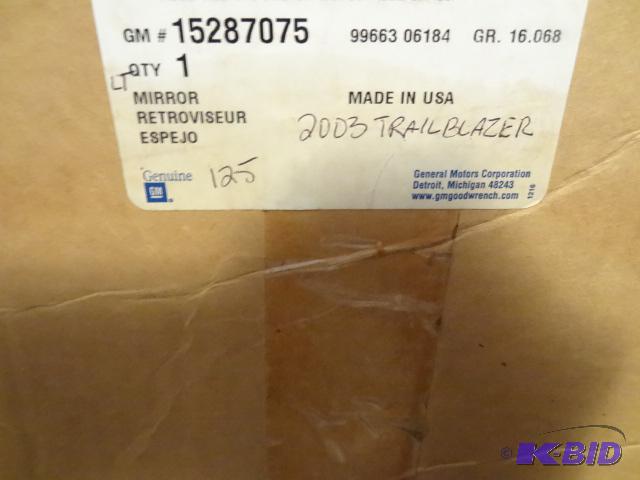 GM # 15287075 99663 06184 GR. 16.068
LT QTY 1
MIRROR MADE IN USA
RETROVISEUR
ESPEJO 2003 TRAILBLAZER
Genuine 125
GM
General Motors Corporation
Detroit, Michigan 48243
www.gmgoodwrench.com
1216
© K-BID